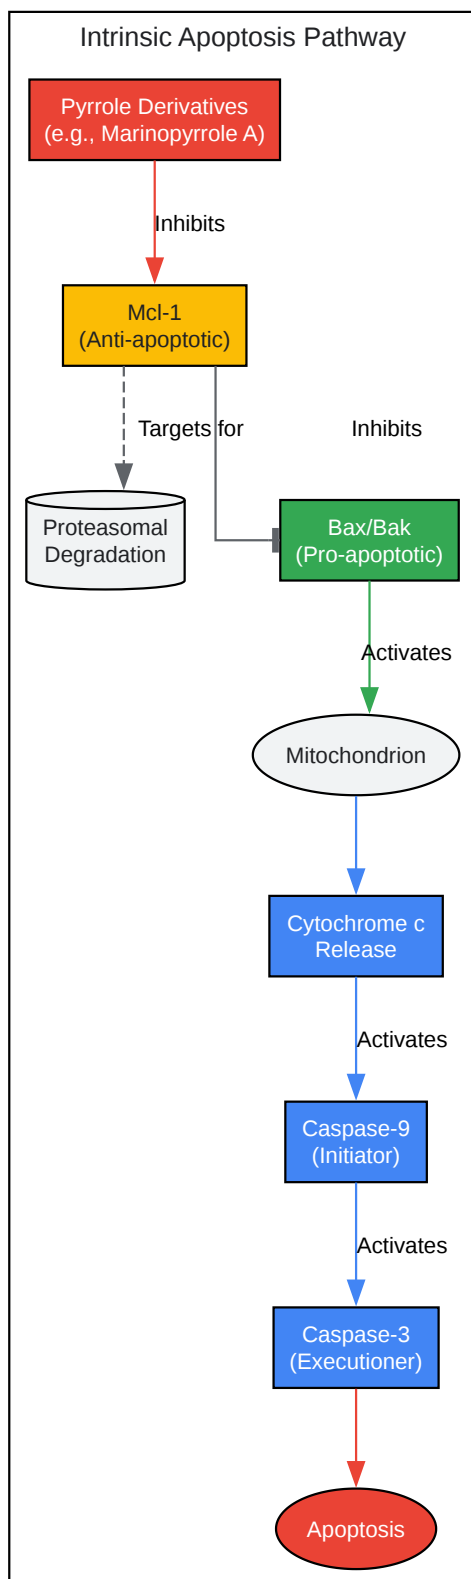 Intrinsic Apoptosis Pathway
Pyrrole Derivatives
(e.g., Marinopyrrole A)
Inhibits
Mcl-1
(Anti-apoptotic)
Targets for
Inhibits
Proteasomal
Degradation
Bax/Bak
(Pro-apoptotic)
Activates
Mitochondrion
Cytochrome c
Release
Activates
Caspase-9
(Initiator)
Activates
Caspase-3
(Executioner)
Apoptosis